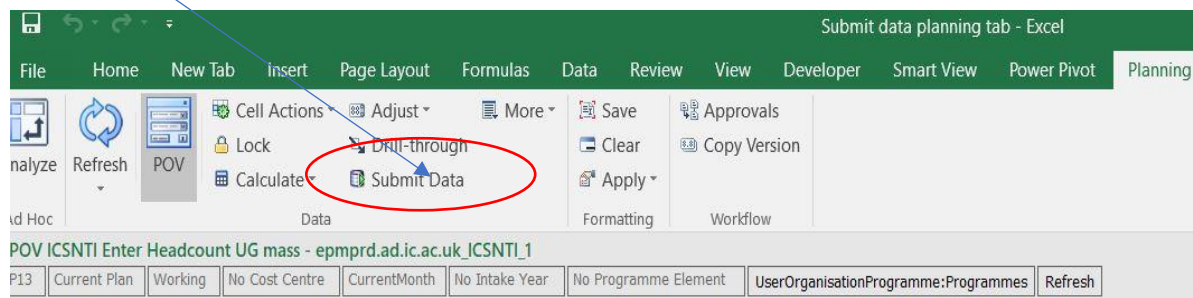 Submit data planning tab - Excel
File Home New Tab Insert Page Layout Formulas Data Review View Developer Smart View Power Pivot Planning
Cell Actions Adjust More Save Approvals
Lock Drill-through Clear Copy Version
nalyze Refresh POV Calculate Submit Data Apply
Ad Hoc Data Formatting Workflow
POV ICSNTI Enter Headcount UG mass - epmprd.ad.ic.ac.uk_ICSNTI_1
P13 Current Plan Working No Cost Centre CurrentMonth No Intake Year No Programme Element UserOrganisationProgramme:Programmes Refresh